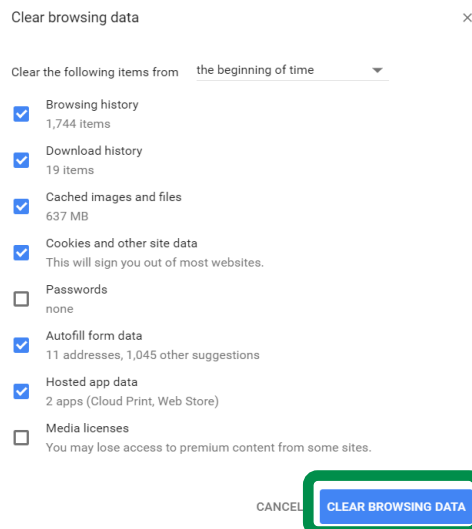 Clear browsing data
Clear the following items from the beginning of time
Browsing history
1,744 items
Download history
19 items
Cached images and files
637 MB
Cookies and other site data
This will sign you out of most websites.
Passwords
none
Autofill form data
11 addresses, 1,045 other suggestions
Hosted app data
2 apps (Cloud Print, Web Store)
Media licenses
You may lose access to premium content from some sites.
CANCEL CLEAR BROWSING DATA